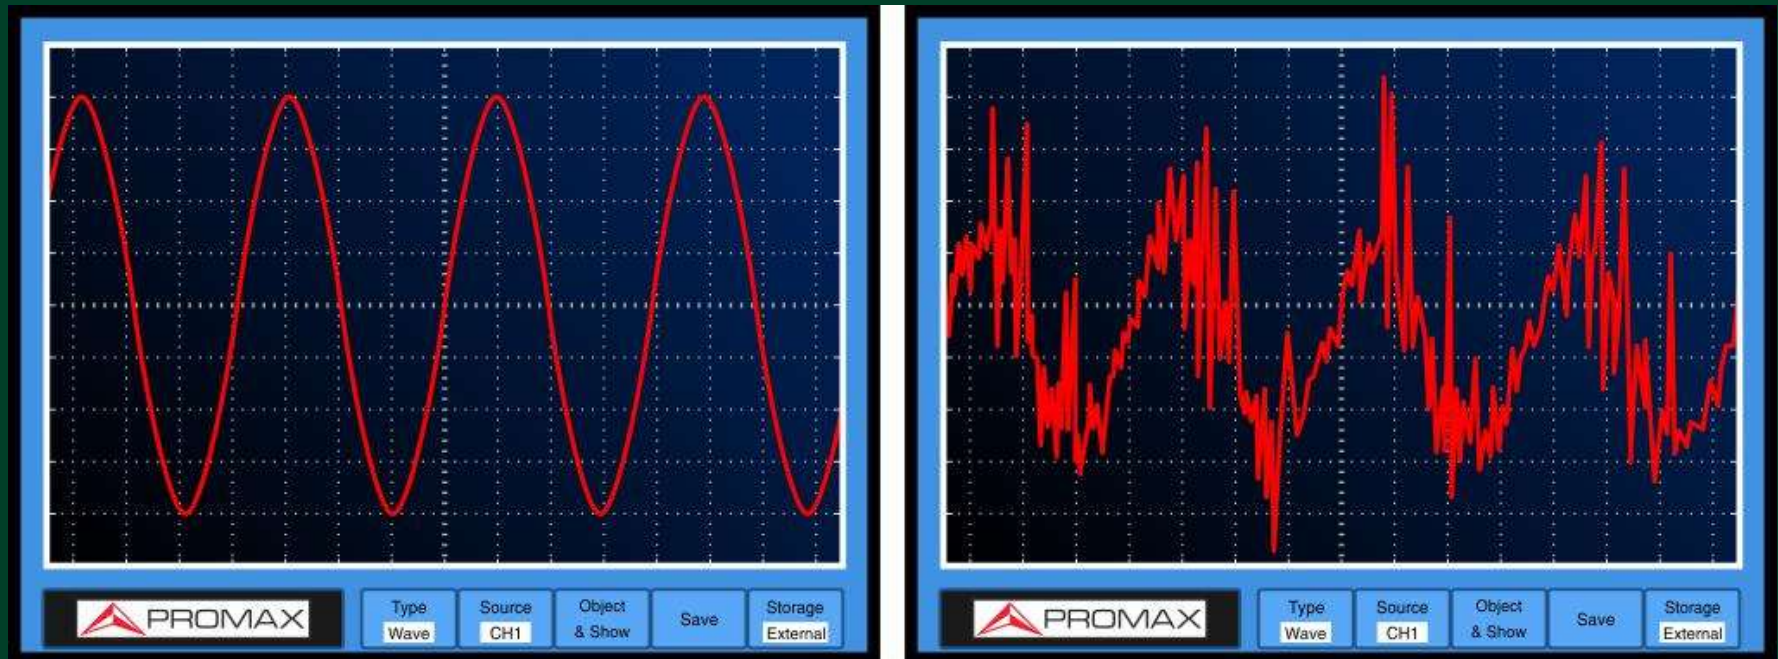 PROMAX
Type
Wave
Source
CH1
Object
& Show
Save
Storage
External
PROMAX
Type
Wave
Source
CH1
Object
& Show
Save
Storage
External